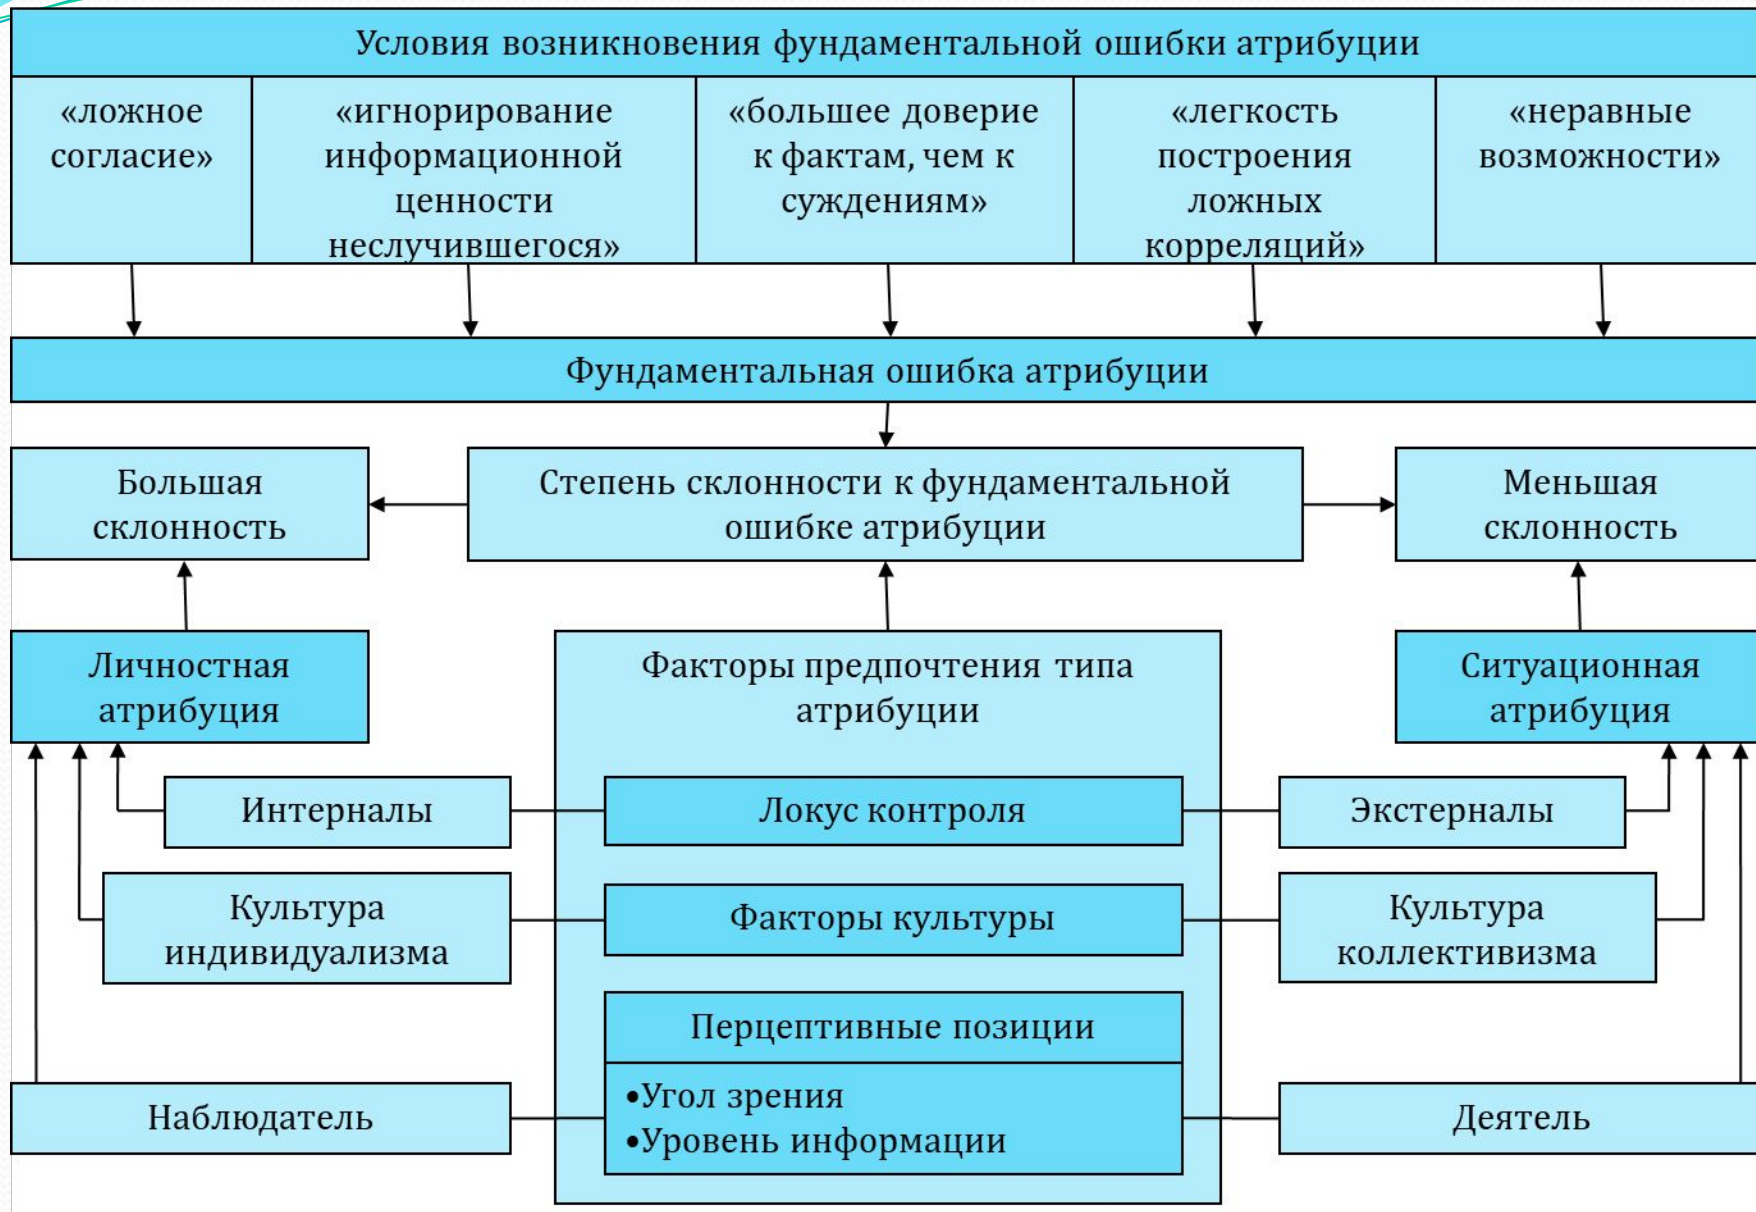 Условия возникновения фундаментальной ошибки атрибуции
«ложное
согласие»
«игнорирование
информационной
ценности
неслучившегося»
«большее доверие
к фактам, чем к
суждениям»
«легкость
построения
ложных
корреляций»
«неравные
возможности»
Фундаментальная ошибка атрибуции
Большая
склонность
Степень склонности к фундаментальной
ошибке атрибуции
Меньшая
склонность
Личностная
атрибуция
Факторы предпочтения типа
атрибуции
Ситуационная
атрибуция
Интерналы
Локус контроля
Экстерналы
Культура
индивидуализма
Факторы культуры
Культура
коллективизма
Перцептивные позиции
•Угол зрения
•Уровень информации
Наблюдатель
Деятель